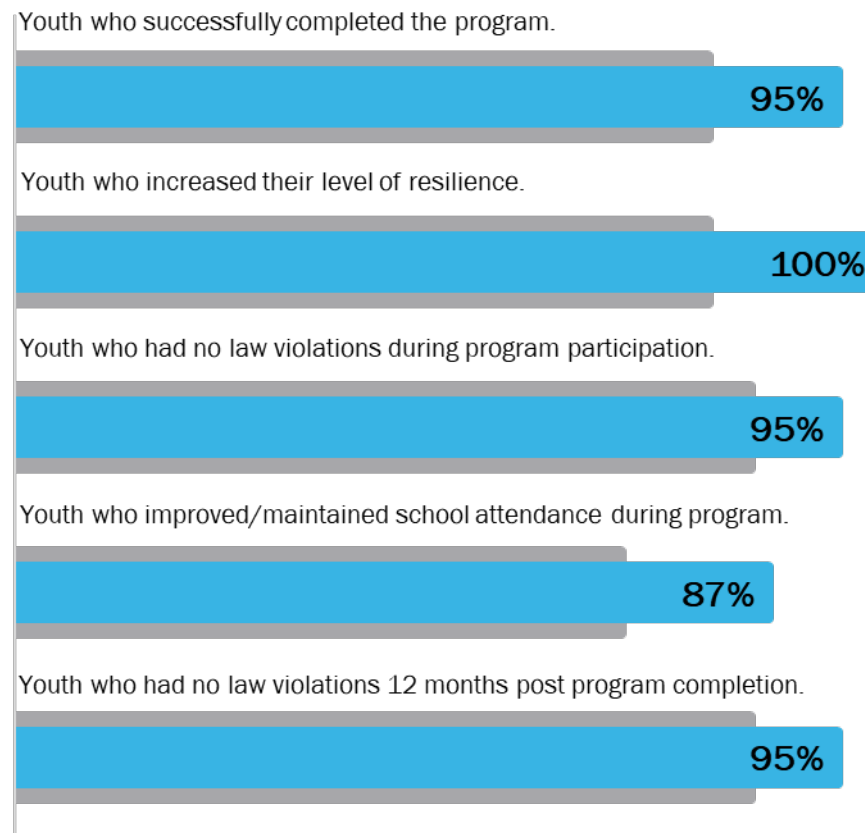 Youth who successfully completed the program.
95%
Youth who increased their level of resilience.
100%
Youth who had no law violations during program participation.
95%
Youth who improved/maintained school attendance during program.
87%
Youth who had no law violations 12 months post program completion.
95%